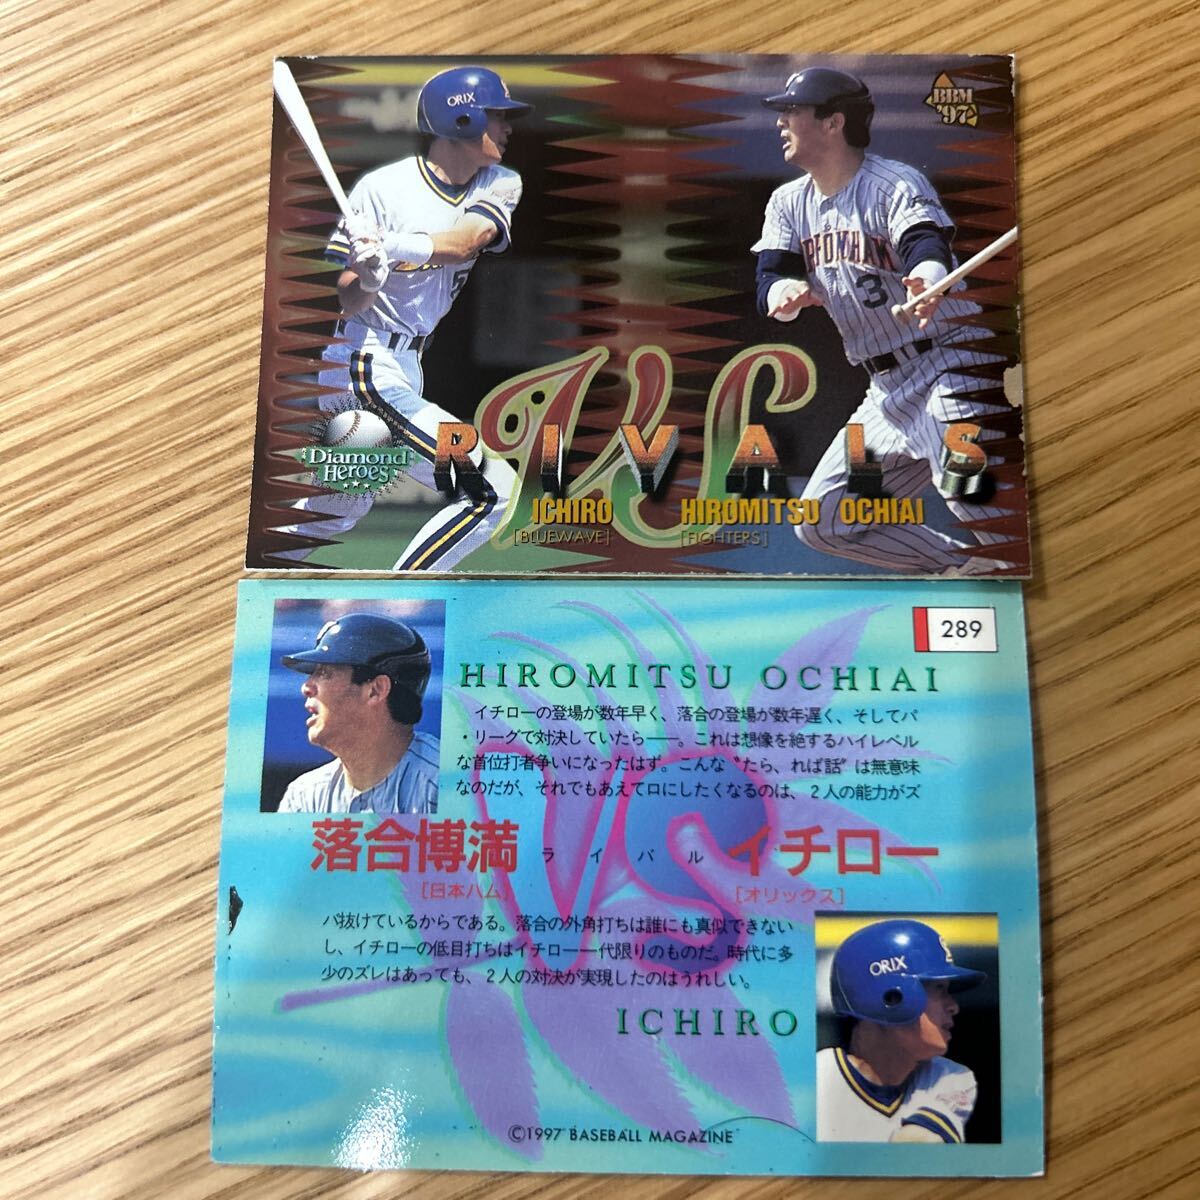 ORIX
BBM
'97
NIPPONHAM
3
Diamond
Heroes
VS
RIVALS
ICHIRO
[BLUEWAVE]
HIROMITSU OCHIAI
[FIGHTERS]
289
HIROMITSU OCHIAI
イチローの登場が数年早く、落合の登場が数年遅く、そしてパ
・リーグで対決していたら――。これは想像を絶するハイレベル
な首位打者争いになったはず。こんな〝たら、れば話〞は無意味
なのだが、それでもあえて口にしたくなるのは、2人の能力がズ
落合博満
ライバル
イチロー
[日本ハム]
[オリックス]
バ抜けているからである。落合の外角打ちは誰にも真似できない
し、イチローの低目打ちはイチロー一代限りのものだ。時代に多
少のズレはあっても、2人の対決が実現したのはうれしい。
VS
ICHIRO
ORIX
©1997 BASEBALL MAGAZINE